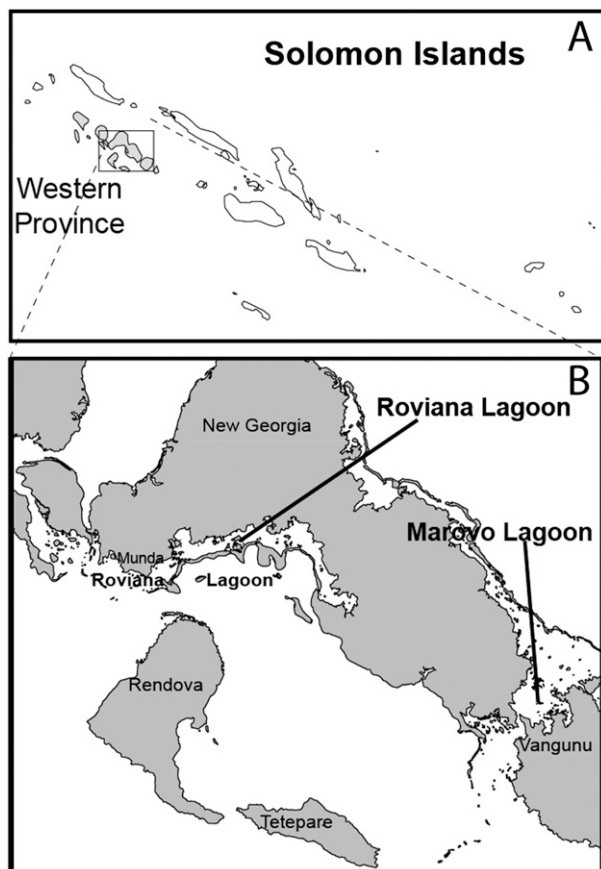 A
Solomon Islands
Western
Province
B
Roviana Lagoon
New Georgia
Marovo Lagoon
Munda
Roviana Lagoon
Rendova
Vangunu
Tetepare